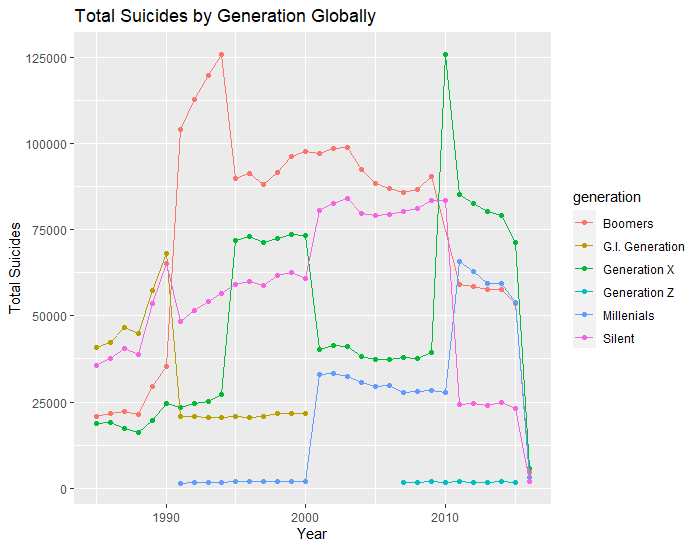 Total Suicides by Generation Globally
125000
100000
75000
50000
25000
0
Total Suicides
1990
2000
2010
Year
generation
Boomers
G.I. Generation
Generation X
Generation Z
Millenials
Silent